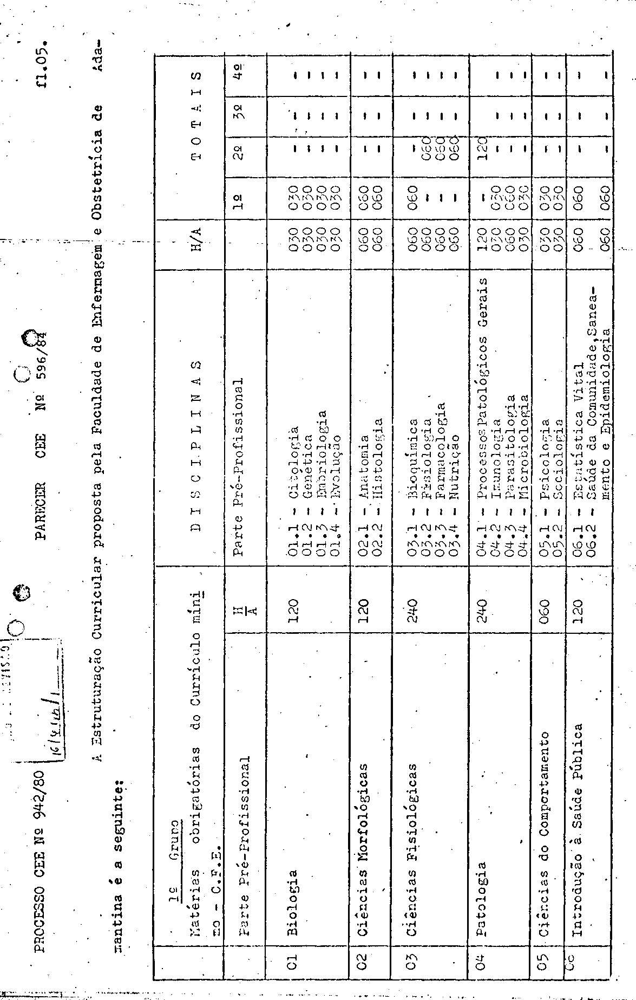 PROCESSO CEE Nº 942/80 PARECER CEE Nº 596/84 fl.05.
16/4/
A Estruturação Curricular proposta pela Faculdade de Enfermagem e Obstetrícia de Ada-
mantina é a seguinte:
1º Grupo
Matérias obrigatórias do Currículo míni
mo - C.F.E.
D I S C I P L I N A S H/A T O T A I S
Parte Pré-Profissional H/A Parte Pré-Profissional 1º 2º 3º 4º
01 Biologia 120 01.1 - Citologia 030 030 - - -
01.2 - Genética 030 030 - - -
01.3 - Embriologia 030 030 - - -
01.4 - Evolução 030 030 - - -
02 Ciências Morfológicas 120 02.1 - Anatomia 060 060 - - -
02.2 - Histologia 060 060 - - -
03 Ciências Fisiológicas 240 03.1 - Bioquímica 060 060 - - -
03.2 - Fisiologia 060 - 060 - -
03.3 - Farmacologia 060 - 060 - -
03.4 - Nutrição 060 - 060 - -
04 Patologia 240 04.1 - Processos Patológicos Gerais 120 - 120
04.2 - Imunologia 030 030 - - -
04.3 - Parasitologia 060 060 - - -
04.4 - Microbiologia 030 030 - - -
05 Ciências do Comportamento 060 05.1 - Psicologia 030 030 - - -
05.2 - Sociologia 030 030 - - -
06 Introdução à Saúde Pública 120 06.1 - Estatística Vital 060 060 - - -
06.2 - Saúde da Comunidade, Sanea-
mento e Epidemiologia 060 060 - - -